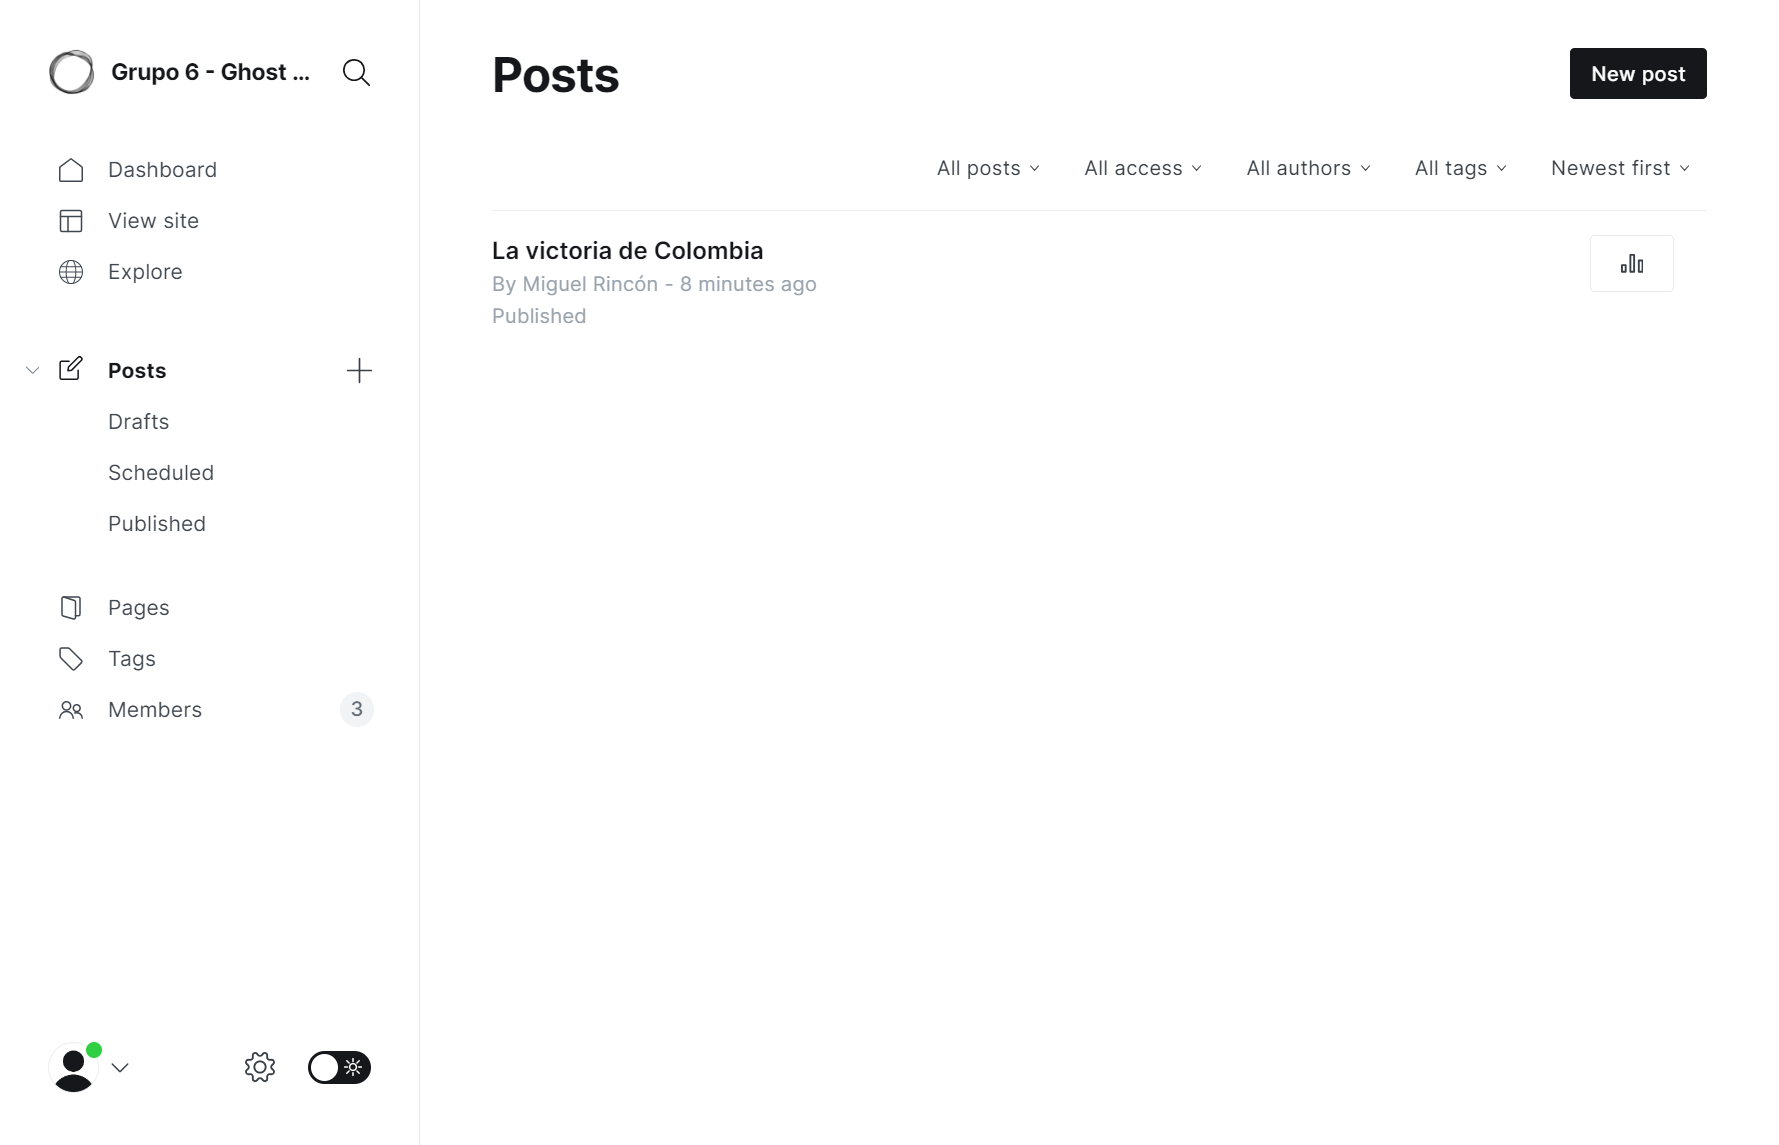 Grupo 6 - Ghost ...
Dashboard
View site
Explore
Posts
Drafts
Scheduled
Published
Pages
Tags
Members 3
Posts
New post
All posts
All access
All authors
All tags
Newest first
La victoria de Colombia
By Miguel Rincón - 8 minutes ago
Published